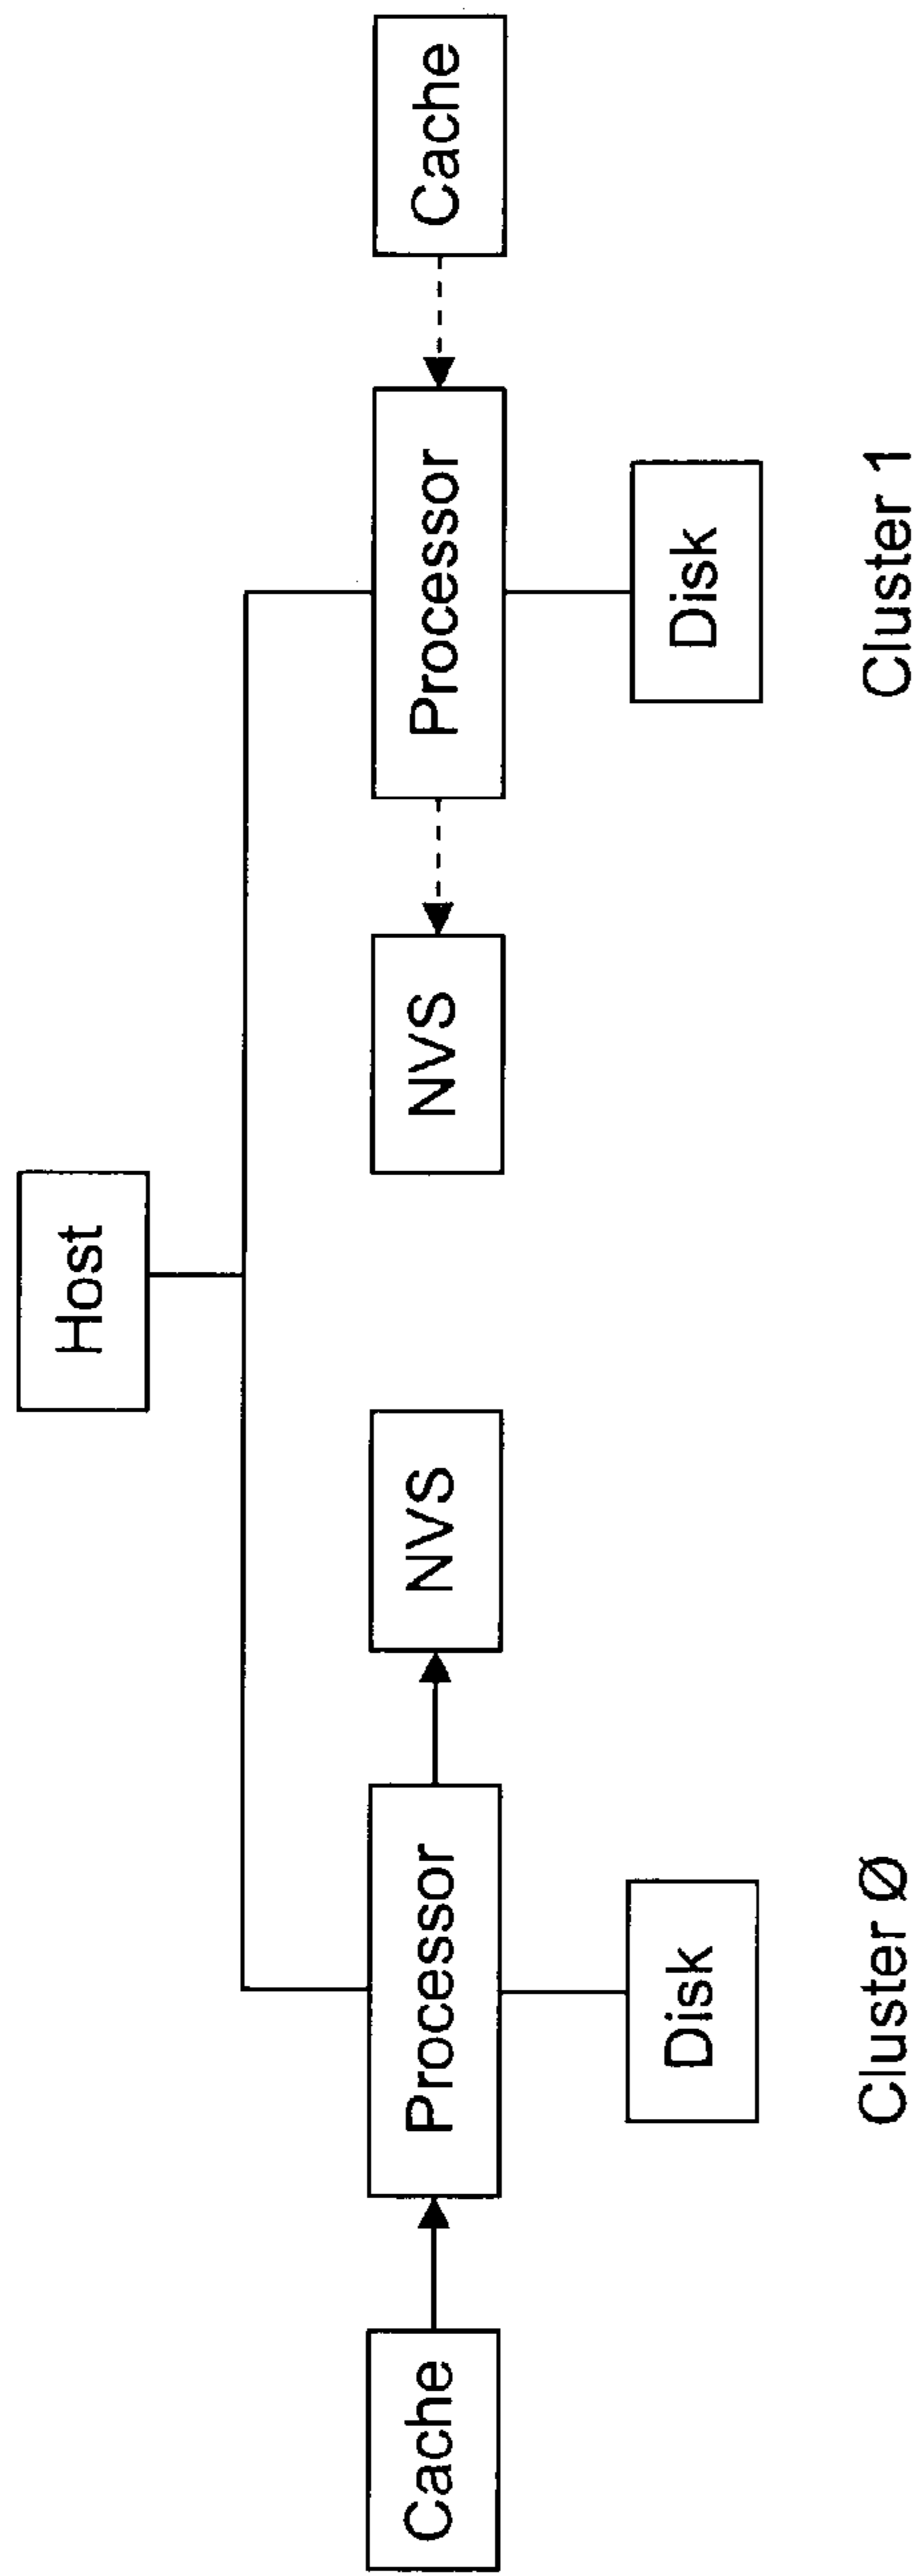 Host
Cache
Processor
NVS
NVS
Processor
Cache
Disk
Disk
Cluster Ø
Cluster 1